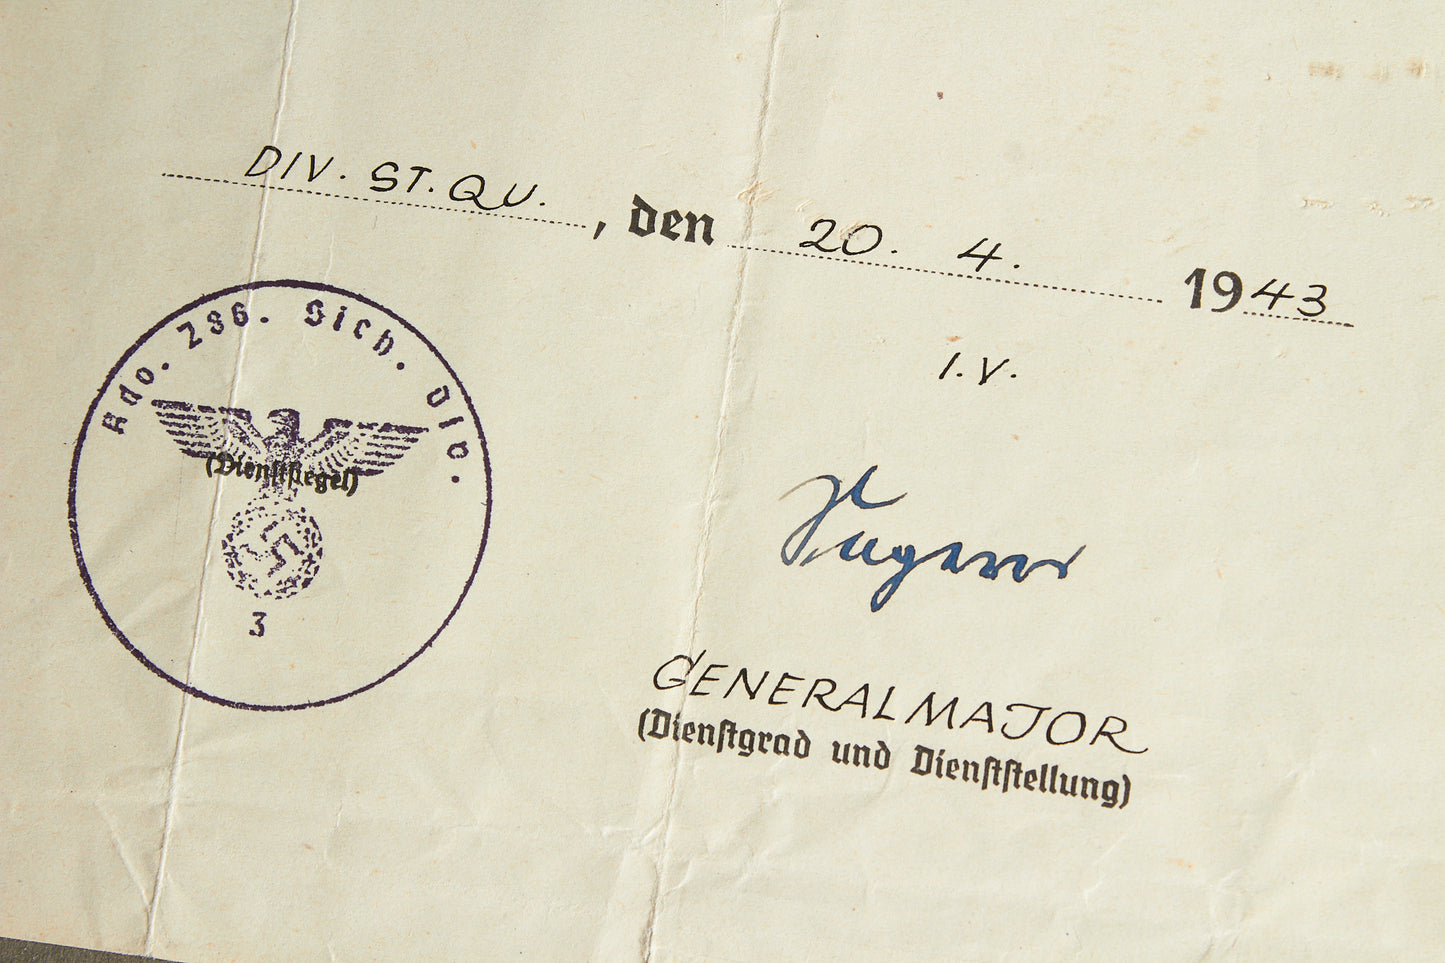 DIV. ST. QU. , den 20. 4. 1943
I.V.
Kdo. 286. Sich. Div.
(Dienstsiegel)
3
GENERALMAJOR
(Dienstgrad und Dienststellung)